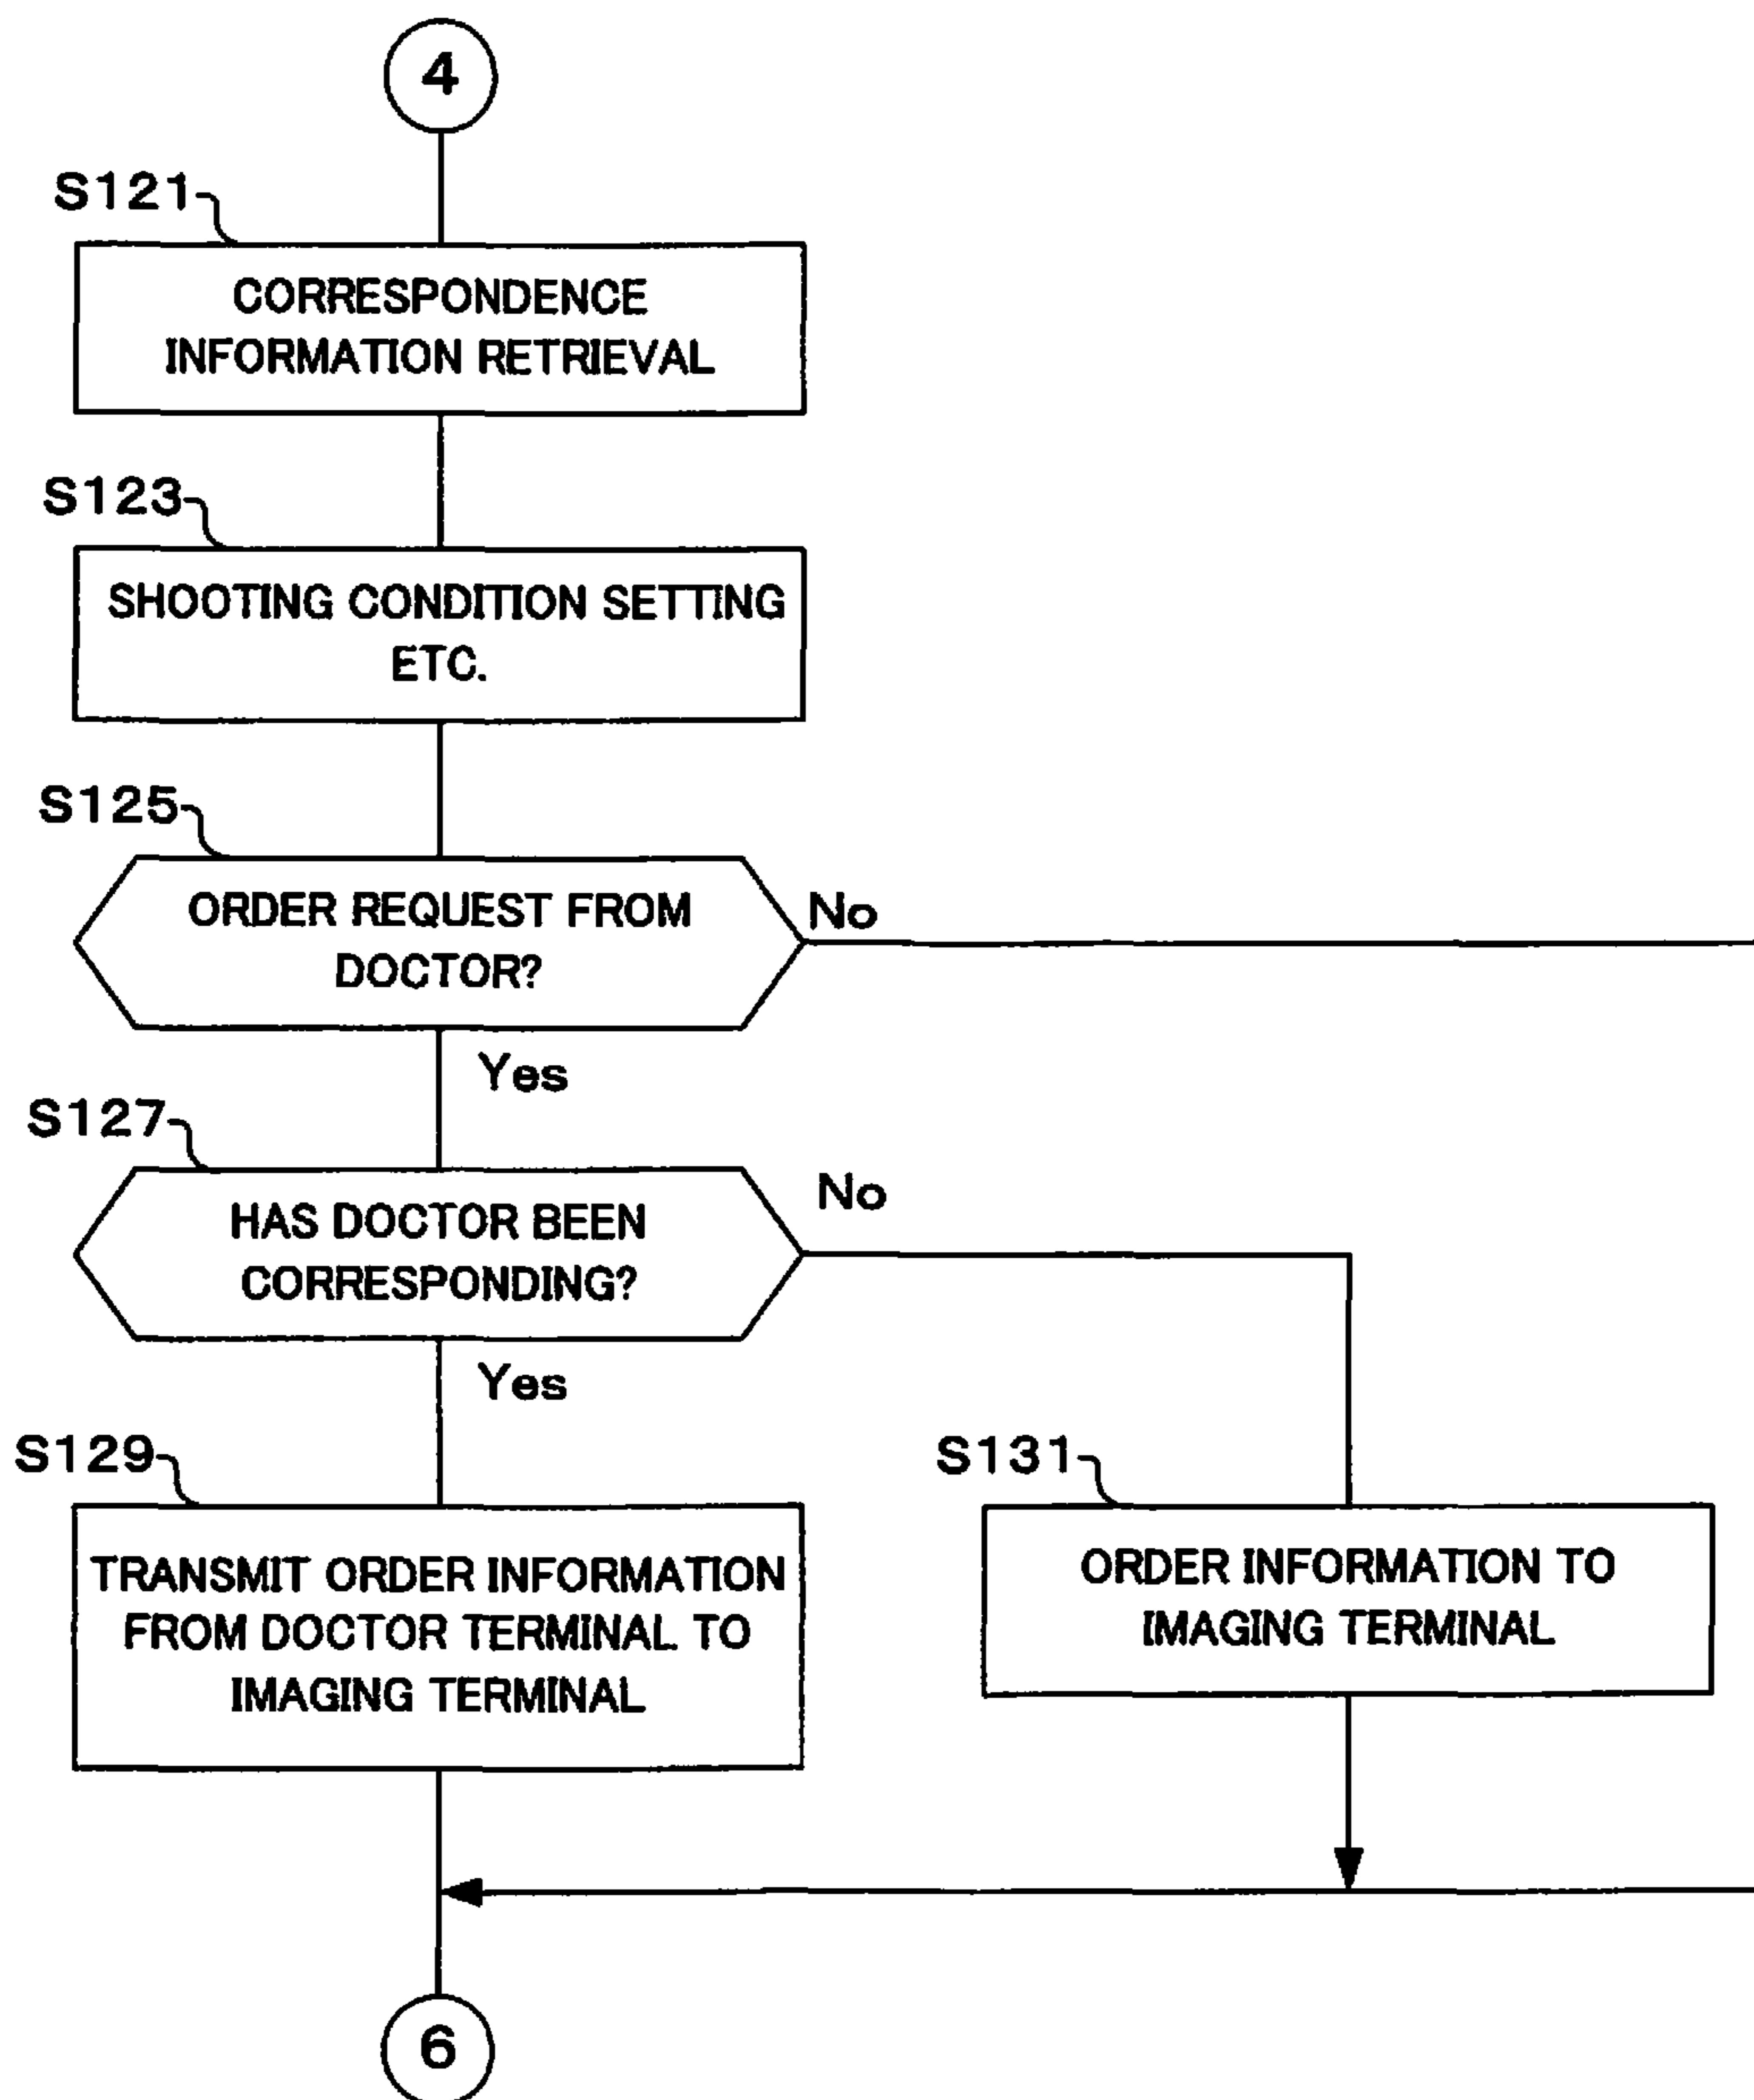 4
S121
CORRESPONDENCE
INFORMATION RETRIEVAL
S123
SHOOTING CONDITION SETTING
ETC.
S125
ORDER REQUEST FROM
DOCTOR?
No
Yes
S127
HAS DOCTOR BEEN
CORRESPONDING?
No
Yes
S129
TRANSMIT ORDER INFORMATION
FROM DOCTOR TERMINAL TO
IMAGING TERMINAL
S131
ORDER INFORMATION TO
IMAGING TERMINAL
6